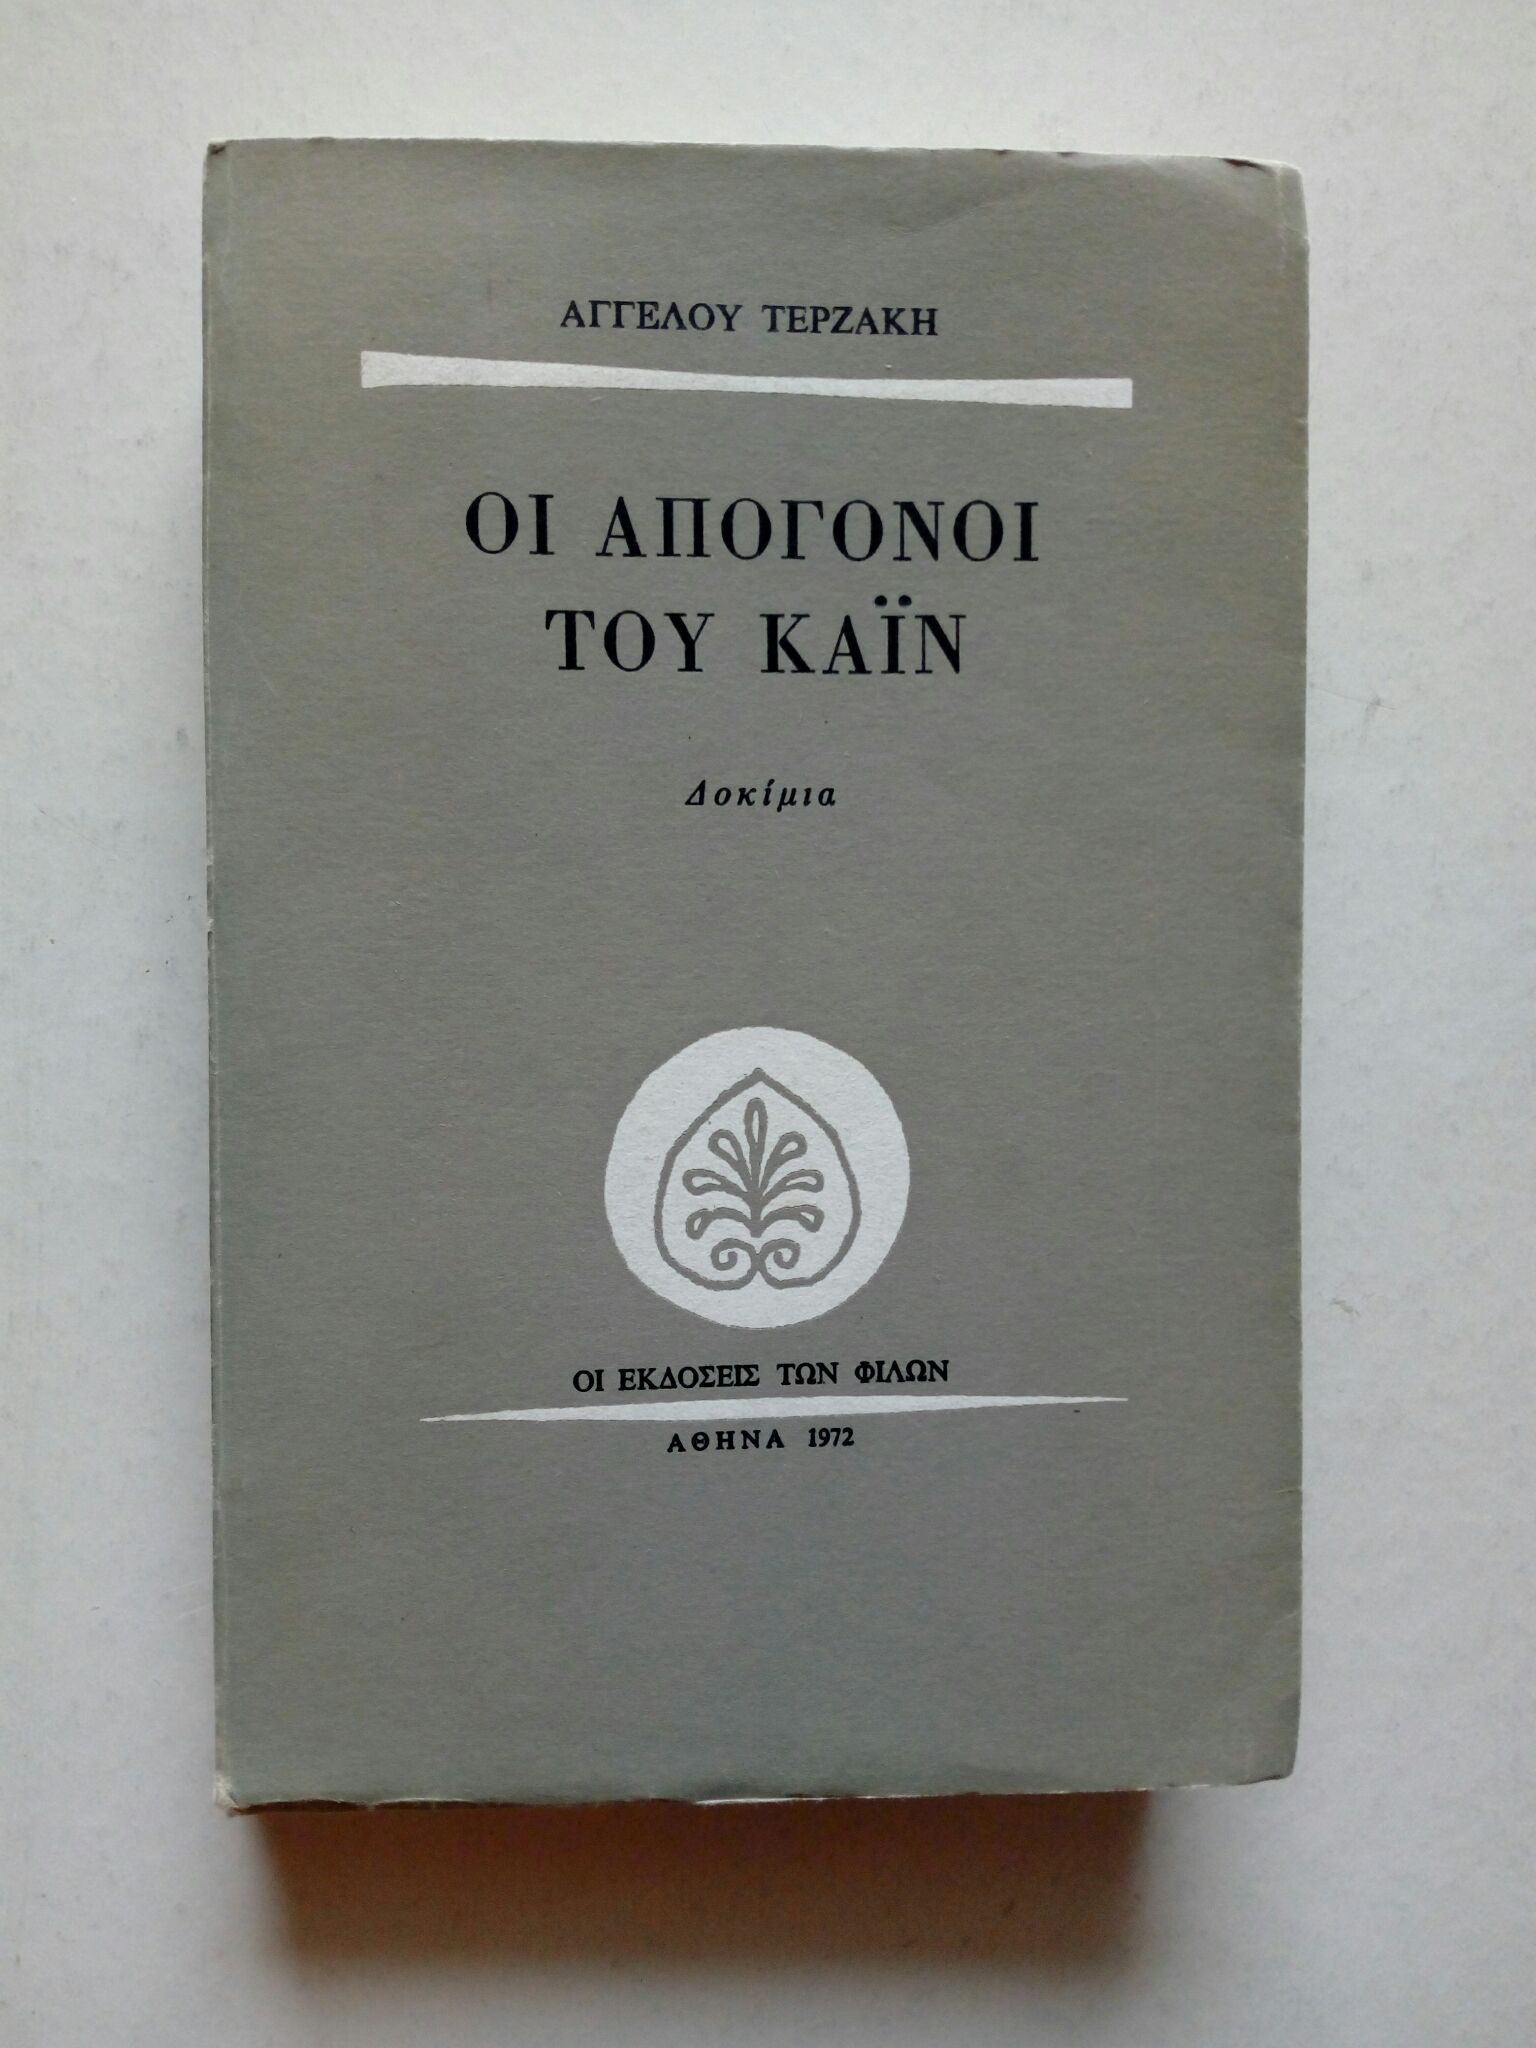 ΑΓΓΕΛΟΥ ΤΕΡΖΑΚΗ
ΟΙ ΑΠΟΓΟΝΟΙ
ΤΟΥ ΚΑΪΝ
Δοκίμια
ΟΙ ΕΚΔΟΣΕΙΣ ΤΩΝ ΦΙΛΩΝ
ΑΘΗΝΑ 1972